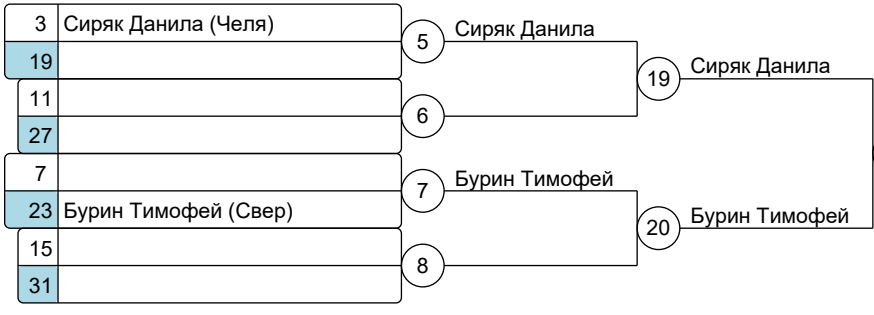 3 Сиряк Данила (Челя)
19
11
27
7
23 Бурин Тимофей (Свер)
15
31
5 Сиряк Данила
6
7 Бурин Тимофей
8
19 Сиряк Данила
20 Бурин Тимофей